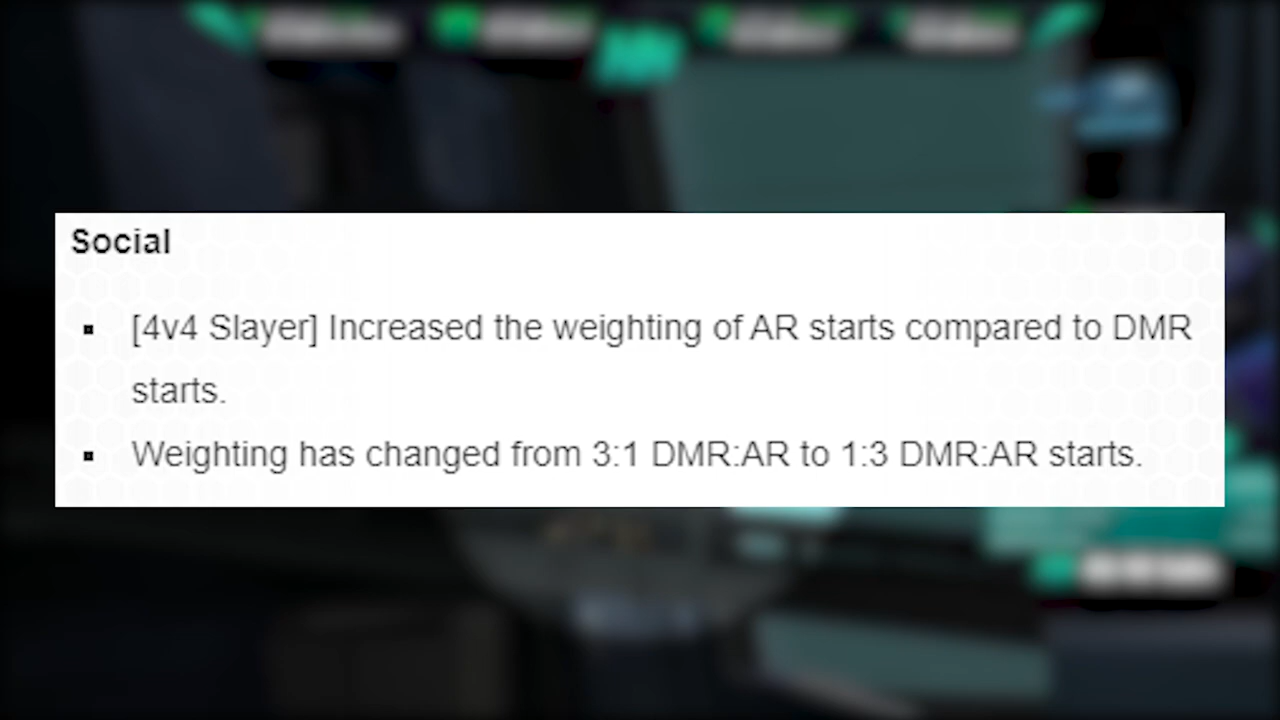 Social
▪ [4v4 Slayer] Increased the weighting of AR starts compared to DMR
starts.
▪ Weighting has changed from 3:1 DMR:AR to 1:3 DMR:AR starts.